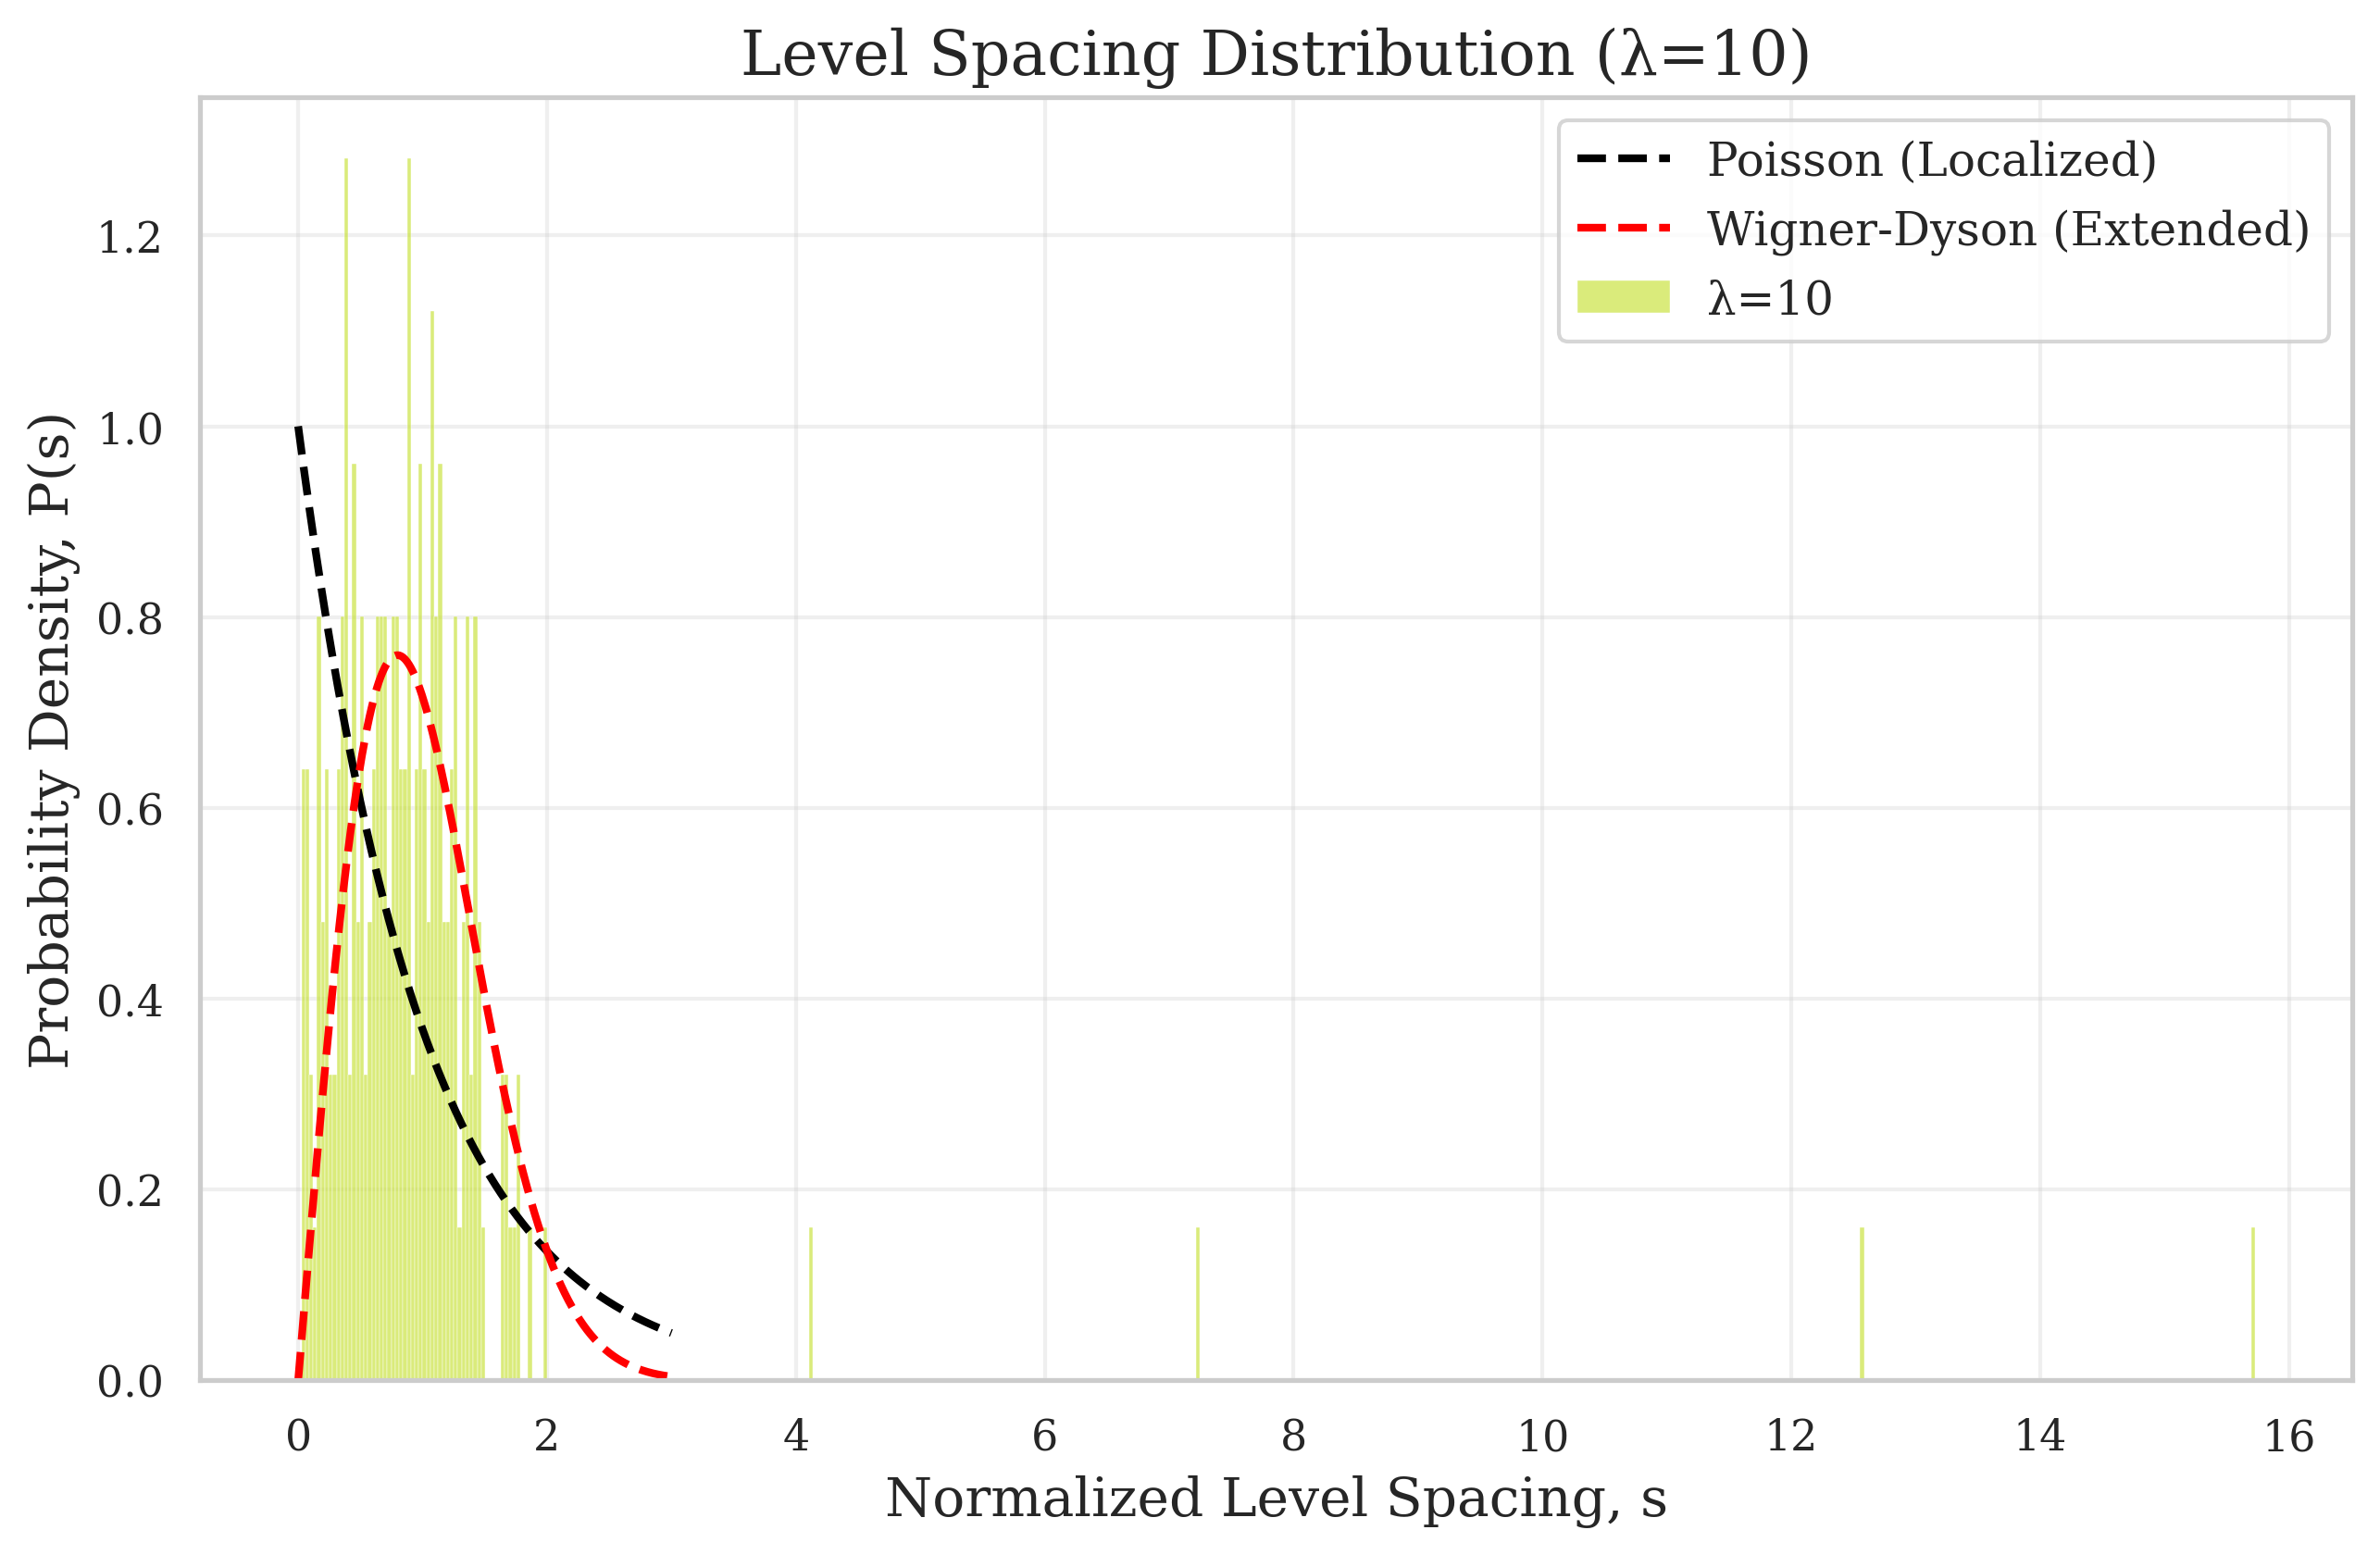 Level Spacing Distribution (λ=10)
Poisson (Localized)
Wigner-Dyson (Extended)
λ=10
Probability Density, P(s)
1.2
1.0
0.8
0.6
0.4
0.2
0.0
0 2 4 6 8 10 12 14 16
Normalized Level Spacing, s